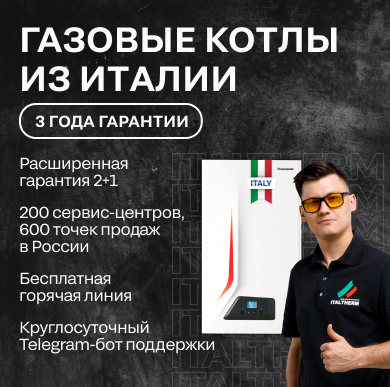 ГАЗОВЫЕ КОТЛЫ
ИЗ ИТАЛИИ
3 ГОДА ГАРАНТИИ
Расширенная
гарантия 2+1
200 сервис-центров,
600 точек продаж
в России
Бесплатная
горячая линия
Круглосуточный
Telegram-бот поддержки
ITALY
ITALTHERM